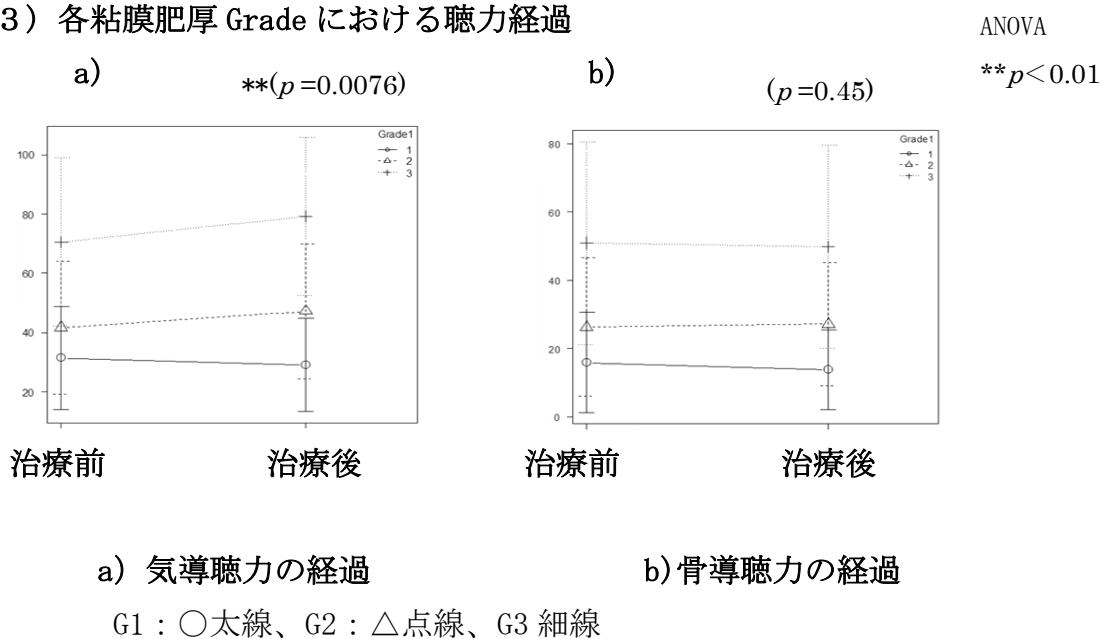 3) 各粘膜肥厚 Grade における聴力経過
ANOVA
**p＜0.01
a)
**(p=0.0076)
b)
(p=0.45)
Grade1
1
2
3
100
80
60
40
20
Grade1
1
2
3
80
60
40
20
0
治療前 治療後
治療前 治療後
a) 気導聴力の経過
b)骨導聴力の経過
G1：○太線、G2：△点線、G3 細線